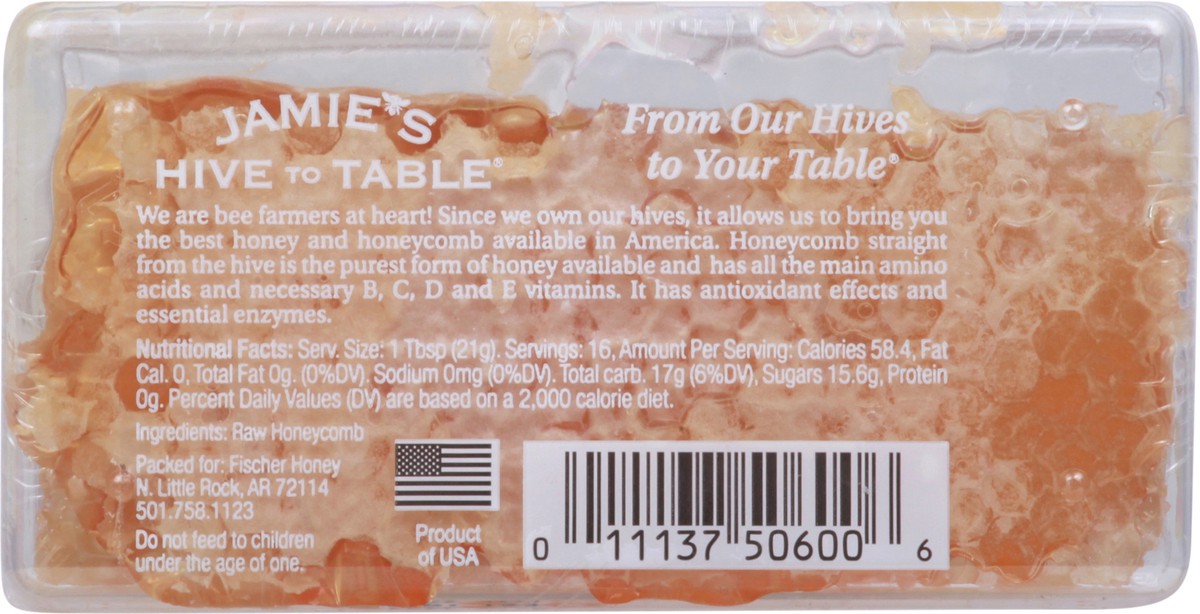 JAMIE'S
HIVE TO TABLE®
From Our Hives
to Your Table®
We are bee farmers at heart! Since we own our hives, it allows us to bring you
the best honey and honeycomb available in America. Honeycomb straight
from the hive is the purest form of honey available and has all the main amino
acids and necessary B, C, D and E vitamins. It has antioxidant effects and
essential enzymes.
Nutritional Facts: Serv. Size: 1 Tbsp (21g). Servings: 16, Amount Per Serving: Calories 58.4, Fat
Cal. 0, Total Fat 0g. (0%DV). Sodium 0mg (0%DV). Total carb. 17g (6%DV), Sugars 15.6g, Protein
0g. Percent Daily Values (DV) are based on a 2,000 calorie diet.
Ingredients: Raw Honeycomb
Packed for: Fischer Honey
N. Little Rock, AR 72114
501.758.1123
Do not feed to children
under the age of one.
Product
of USA
0 11137 50600 6